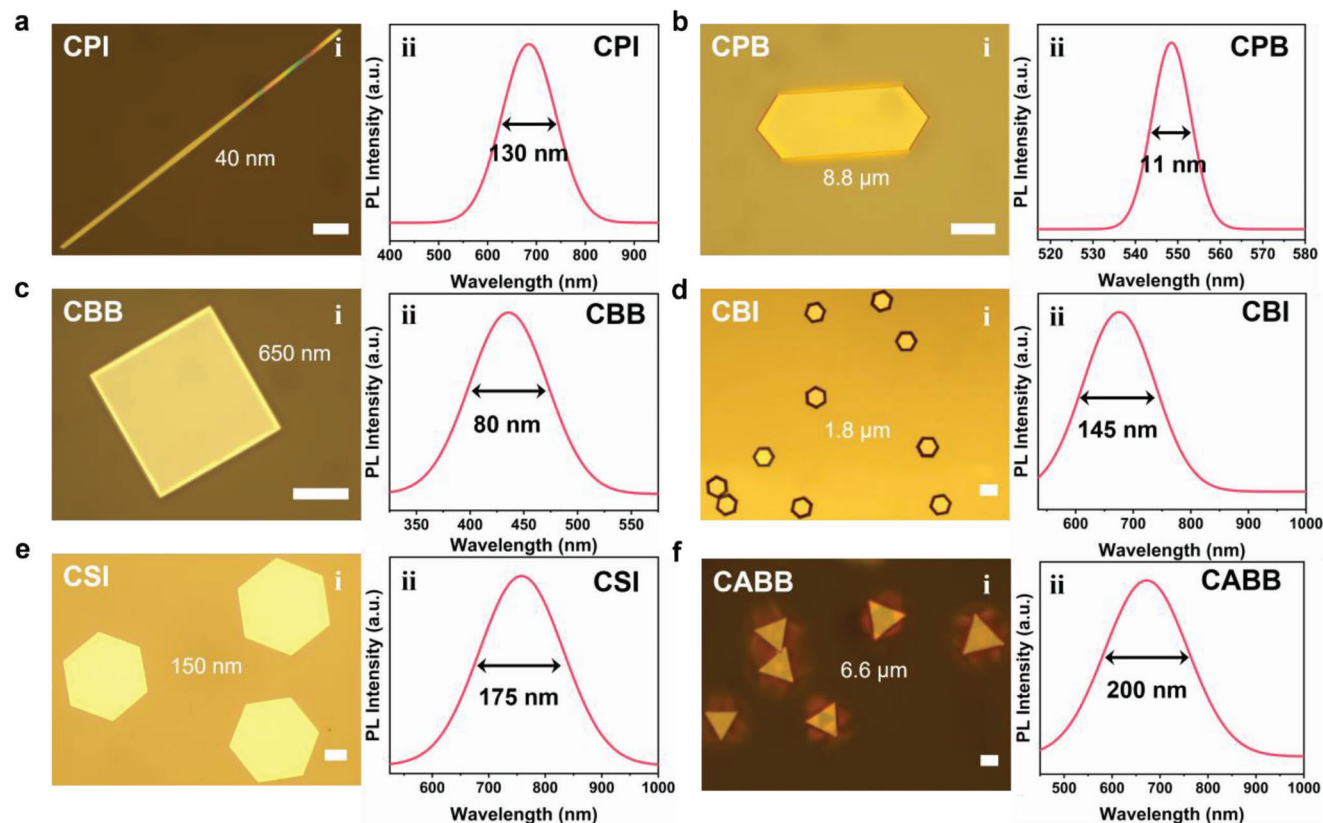 a
CPI
i
40 nm
ii
CPI
130 nm
PL Intensity (a.u.)
400 500 600 700 800 900
Wavelength (nm)
b
CPB
i
8.8 µm
ii
CPB
11 nm
PL Intensity (a.u.)
520 530 540 550 560 570 580
Wavelength (nm)
c
CBB
i
650 nm
ii
CBB
80 nm
PL Intensity (a.u.)
350 400 450 500 550
Wavelength (nm)
d
CBI
i
1.8 µm
ii
CBI
145 nm
PL Intensity (a.u.)
600 700 800 900 1000
Wavelength (nm)
e
CSI
i
150 nm
ii
CSI
175 nm
PL Intensity (a.u.)
600 700 800 900 1000
Wavelength (nm)
f
CABB
i
6.6 µm
ii
CABB
200 nm
PL Intensity (a.u.)
500 600 700 800 900 1000
Wavelength (nm)